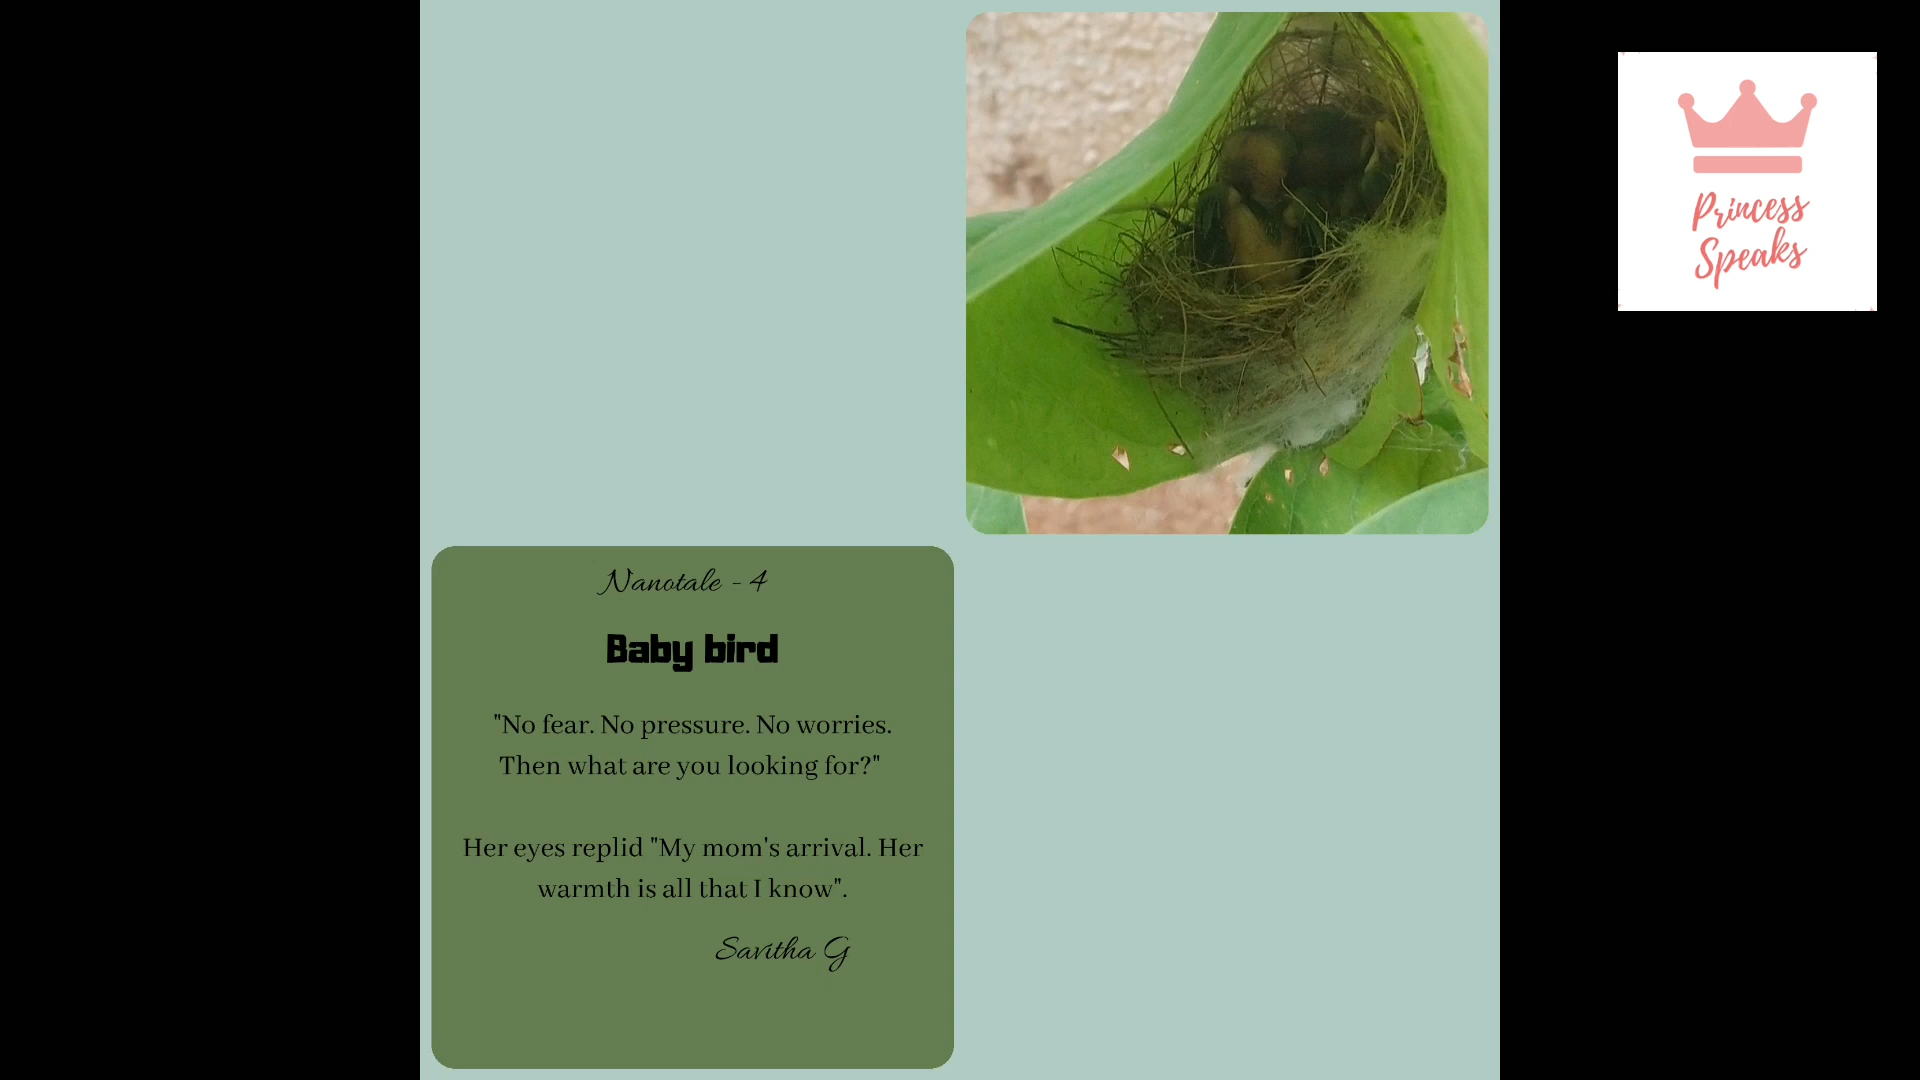 Princess
Speaks
Nanotale - 4
Baby bird
"No fear. No pressure. No worries.
Then what are you looking for?"
Her eyes replid "My mom's arrival. Her
warmth is all that I know".
Savitha G